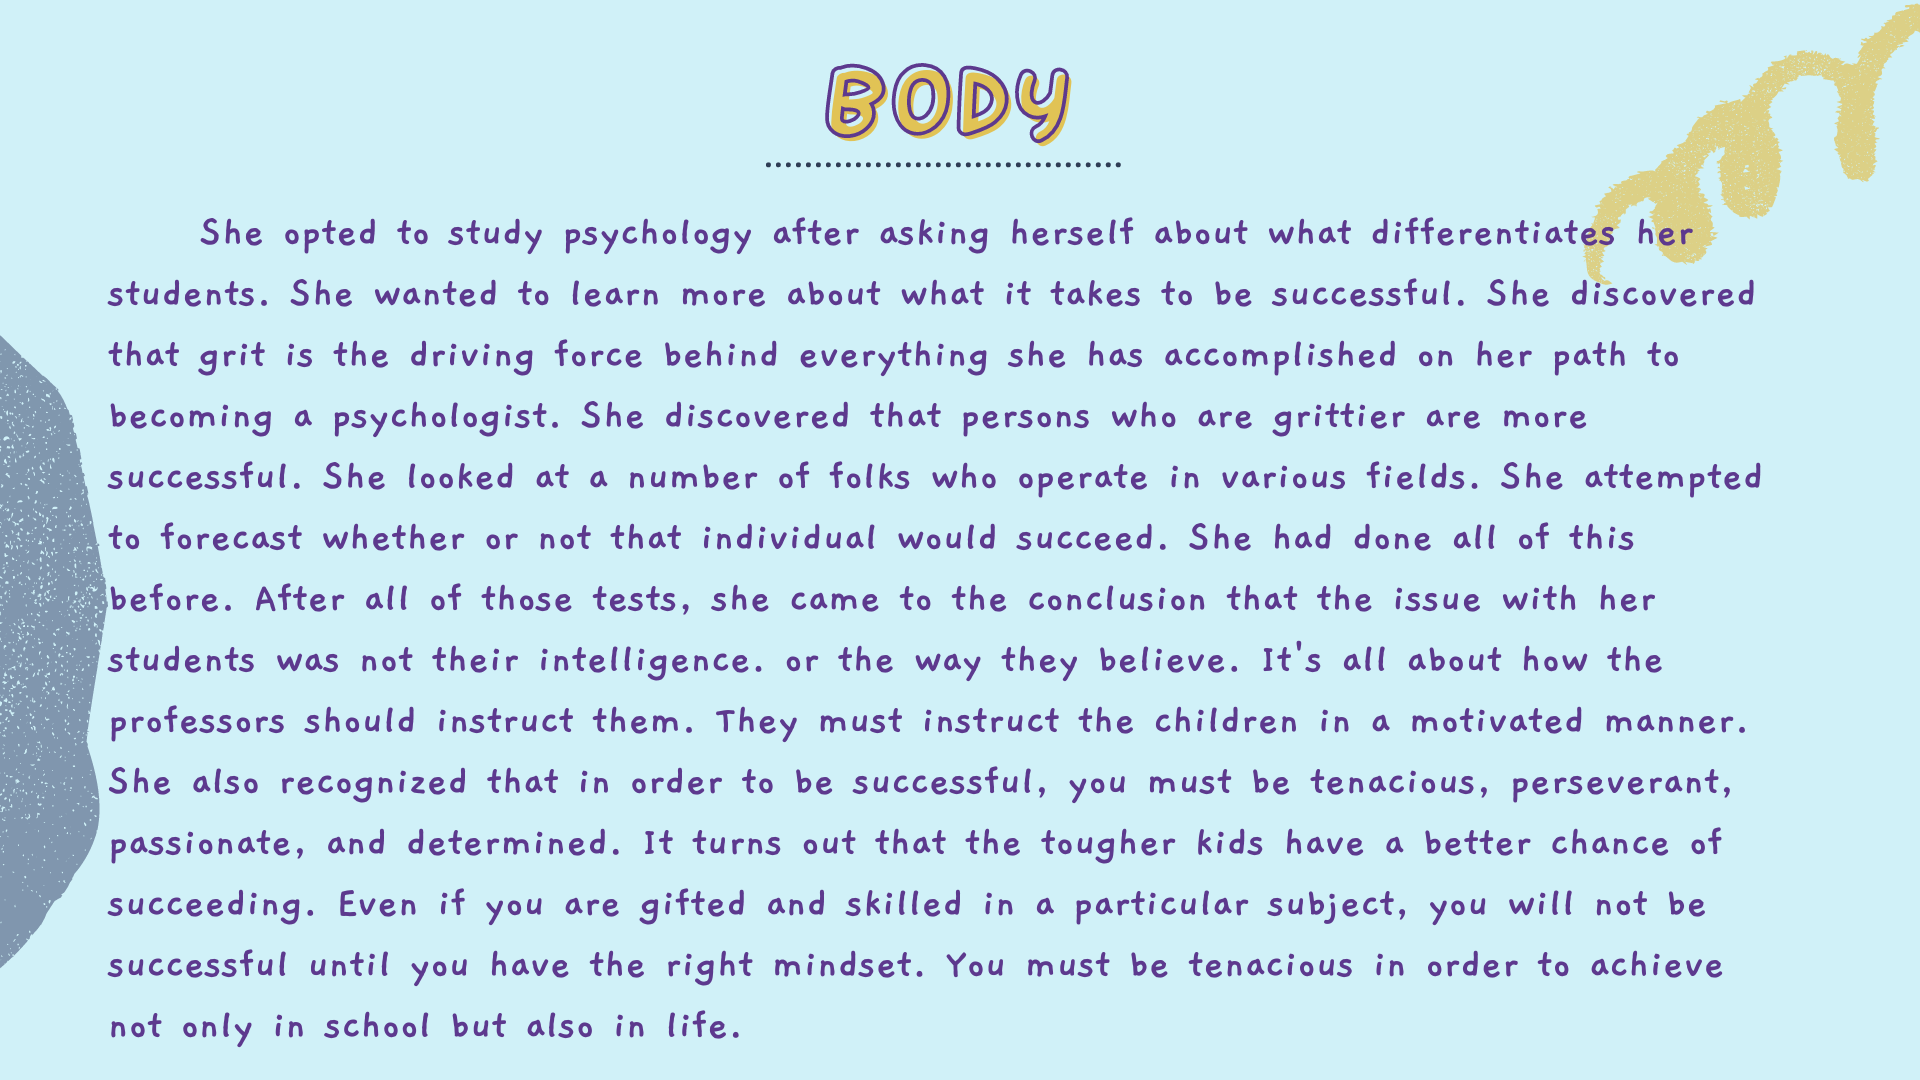 BODY
She opted to study psychology after asking herself about what differentiates her
students. She wanted to learn more about what it takes to be successful. She discovered
that grit is the driving force behind everything she has accomplished on her path to
becoming a psychologist. She discovered that persons who are grittier are more
successful. She looked at a number of folks who operate in various fields. She attempted
to forecast whether or not that individual would succeed. She had done all of this
before. After all of those tests, she came to the conclusion that the issue with her
students was not their intelligence. or the way they believe. It's all about how the
professors should instruct them. They must instruct the children in a motivated manner.
She also recognized that in order to be successful, you must be tenacious, perseverant,
passionate, and determined. It turns out that the tougher kids have a better chance of
succeeding. Even if you are gifted and skilled in a particular subject, you will not be
successful until you have the right mindset. You must be tenacious in order to achieve
not only in school but also in life.